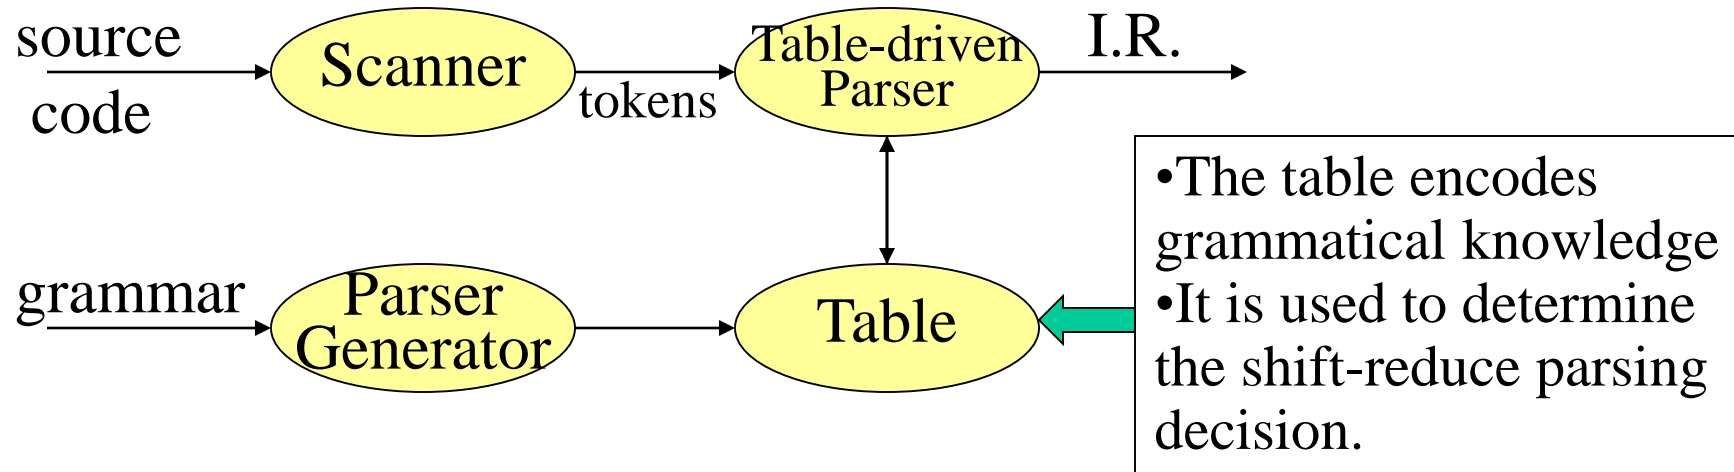 source
code
Scanner
tokens
Table-driven
Parser
I.R.
grammar
Parser
Generator
Table
•The table encodes
grammatical knowledge
•It is used to determine
the shift-reduce parsing
decision.